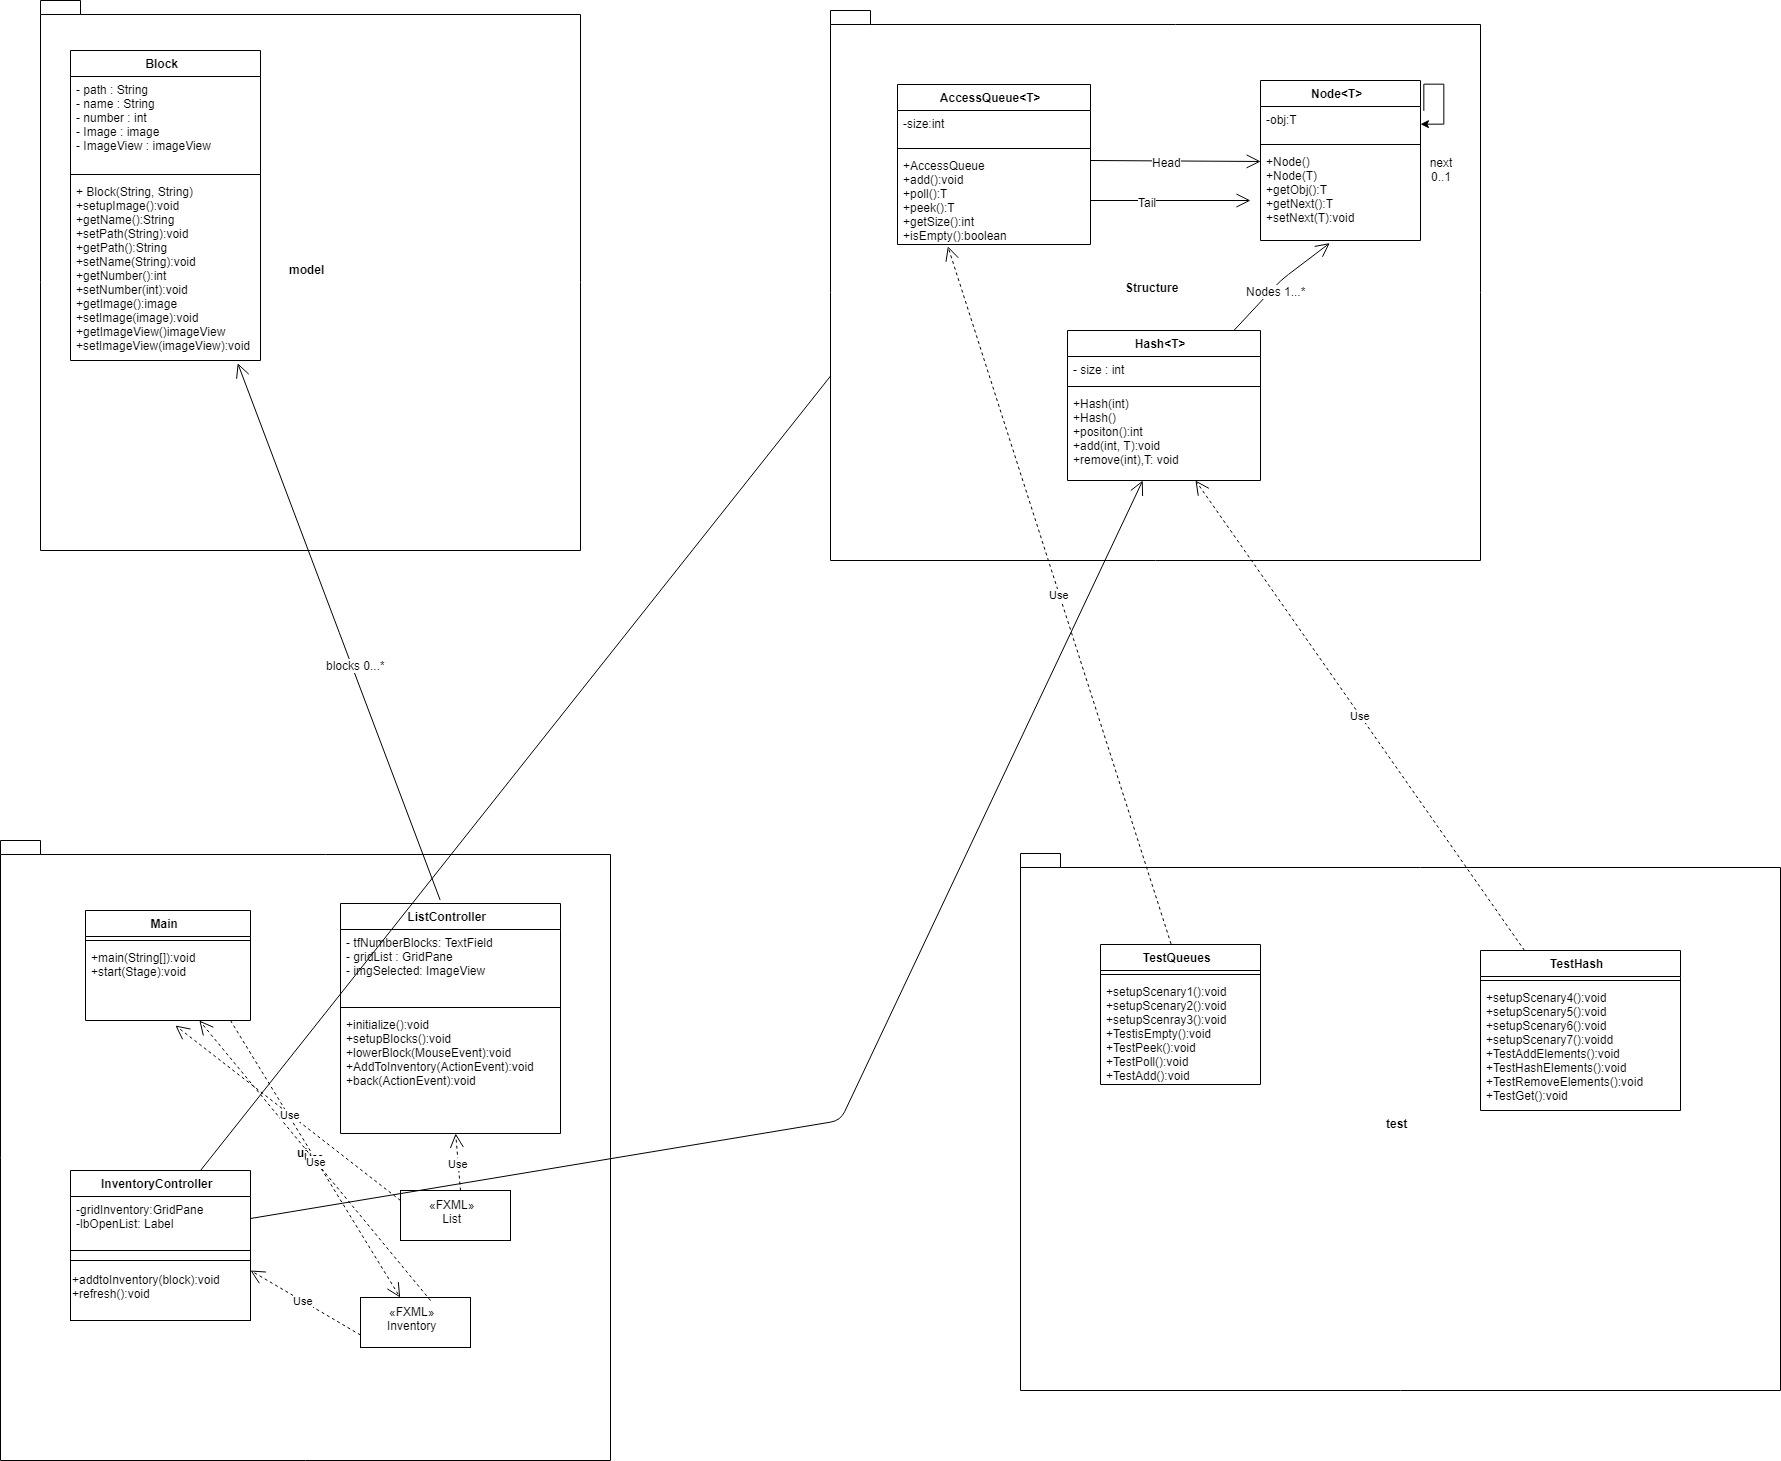 Block
- path : String
- name : String
- number : int
- Image : image
- ImageView : imageView
+ Block(String, String)
+setupImage():void
+getName():String
+setPath(String):void
+getPath():String
+setName(String):void
+getNumber():int
+setNumber(int):void
+getImage():image
+setImage(image):void
+getImageView()imageView
+setImageView(imageView):void
model
AccessQueue<T>
-size:int
+AccessQueue
+add():void
+poll():T
+peek():T
+getSize():int
+isEmpty():boolean
Head
Tail
Node<T>
-obj:T
+Node()
+Node(T)
+getObj():T
+getNext():T
+setNext(T):void
next
0..1
Structure
Nodes 1...*
Hash<T>
- size : int
+Hash(int)
+Hash()
+positon():int
+add(int, T):void
+remove(int),T: void
Use
blocks 0...*
Use
Main
+main(String[]):void
+start(Stage):void
ListController
- tfNumberBlocks: TextField
- gridList : GridPane
- imgSelected: ImageView
+initialize():void
+setupBlocks():void
+lowerBlock(MouseEvent):void
+AddToInventory(ActionEvent):void
+back(ActionEvent):void
Use
Use
Use
InventoryController
-gridInventory:GridPane
-lbOpenList: Label
+addtoInventory(block):void
+refresh():void
«FXML»
List
Use
«FXML»
Inventory
TestQueues
+setupScenary1():void
+setupScenary2():void
+setupScenray3():void
+TestisEmpty():void
+TestPeek():void
+TestPoll():void
+TestAdd():void
TestHash
+setupScenary4():void
+setupScenary5():void
+setupScenary6():void
+setupScenary7():voidd
+TestAddElements():void
+TestHashElements():void
+TestRemoveElements():void
+TestGet():void
test